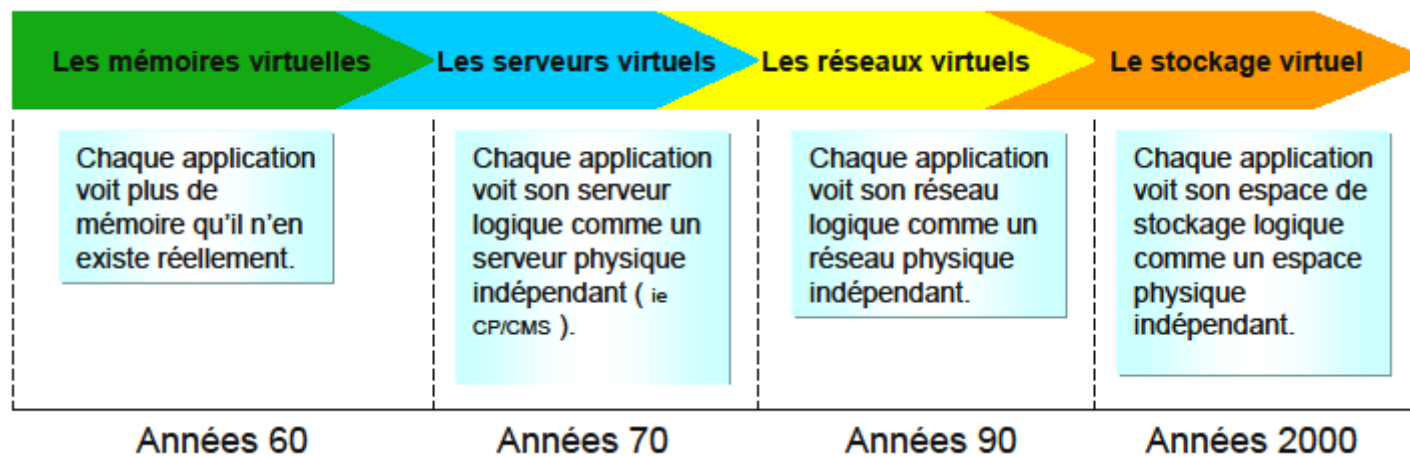 Les mémoires virtuelles
Les serveurs virtuels
Les réseaux virtuels
Le stockage virtuel
Chaque application
voit plus de
mémoire qu'il n'en
existe réellement.
Chaque application
voit son serveur
logique comme un
serveur physique
indépendant ( ie
CP/CMS ).
Chaque application
voit son réseau
logique comme un
réseau physique
indépendant.
Chaque application
voit son espace de
stockage logique
comme un espace
physique
indépendant.
Années 60
Années 70
Années 90
Années 2000